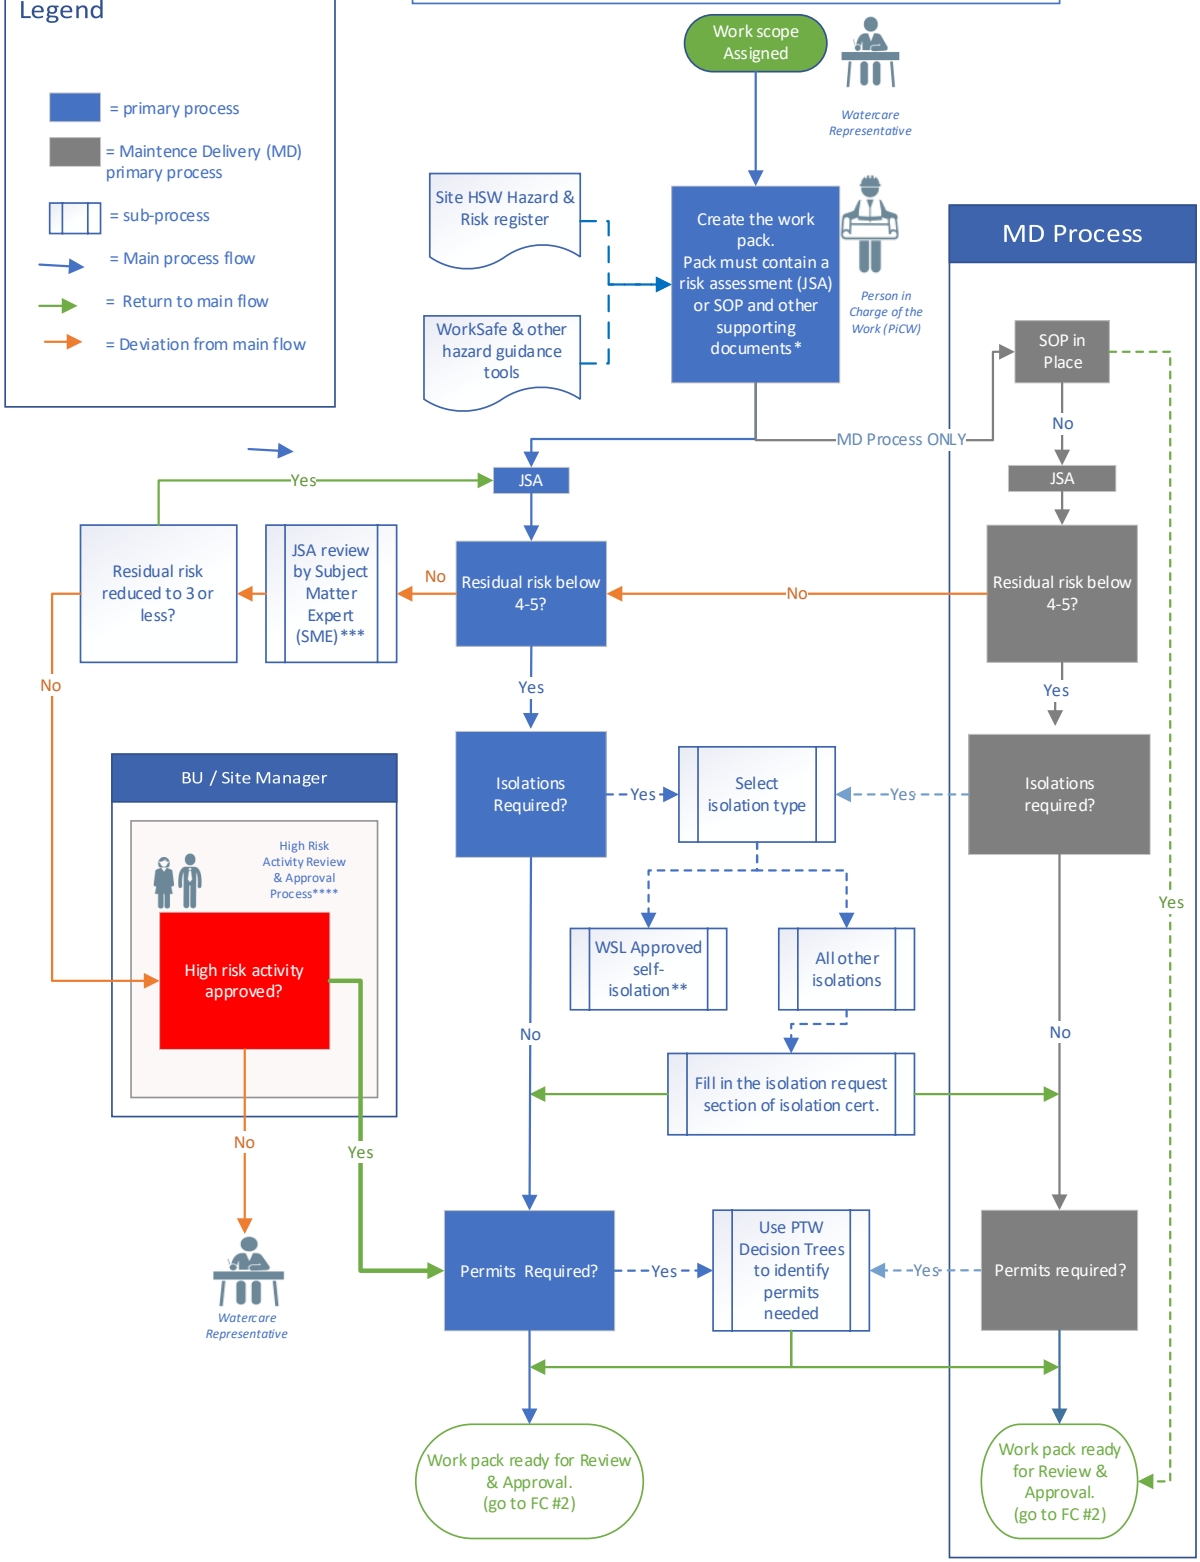 Legend
= primary process
= Maintence Delivery (MD)
primary process
= sub-process
= Main process flow
= Return to main flow
= Deviation from main flow
Work scope
Assigned
Watercare
Representative
Site HSW Hazard &
Risk register
WorkSafe & other
hazard guidance
tools
Create the work
pack.
Pack must contain a
risk assessment (JSA)
or SOP and other
supporting
documents*
Person in
Charge of the
Work (PiCW)
MD Process
SOP in
Place
No
MD Process ONLY
JSA
Yes
JSA
Residual risk
reduced to 3 or
less?
JSA review
by Subject
Matter
Expert
(SME)***
No
Residual risk below
4-5?
No
Residual risk below
4-5?
No
Yes
Yes
BU / Site Manager
High Risk
Activity Review
& Approval
Process****
High risk activity
approved?
Isolations
Required?
Yes
Select
isolation type
Yes
Isolations
required?
Yes
WSL Approved
self-
isolation**
All other
isolations
No
No
Fill in the isolation request
section of isolation cert.
No
Yes
Watercare
Representative
Permits Required?
Yes
Use PTW
Decision Trees
to identify
permits
needed
Yes
Permits required?
Work pack ready for Review
& Approval.
(go to FC #2)
Work pack ready
for Review &
Approval.
(go to FC #2)